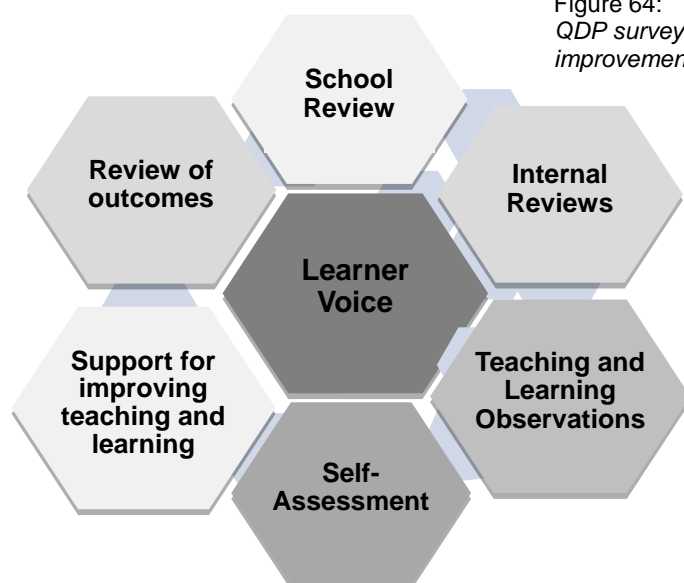 Figure 64:
QDP survey
improvemen
School
Review
Review of
outcomes
Internal
Reviews
Learner
Voice
Support for
improving
teaching and
learning
Teaching and
Learning
Observations
Self-
Assessment